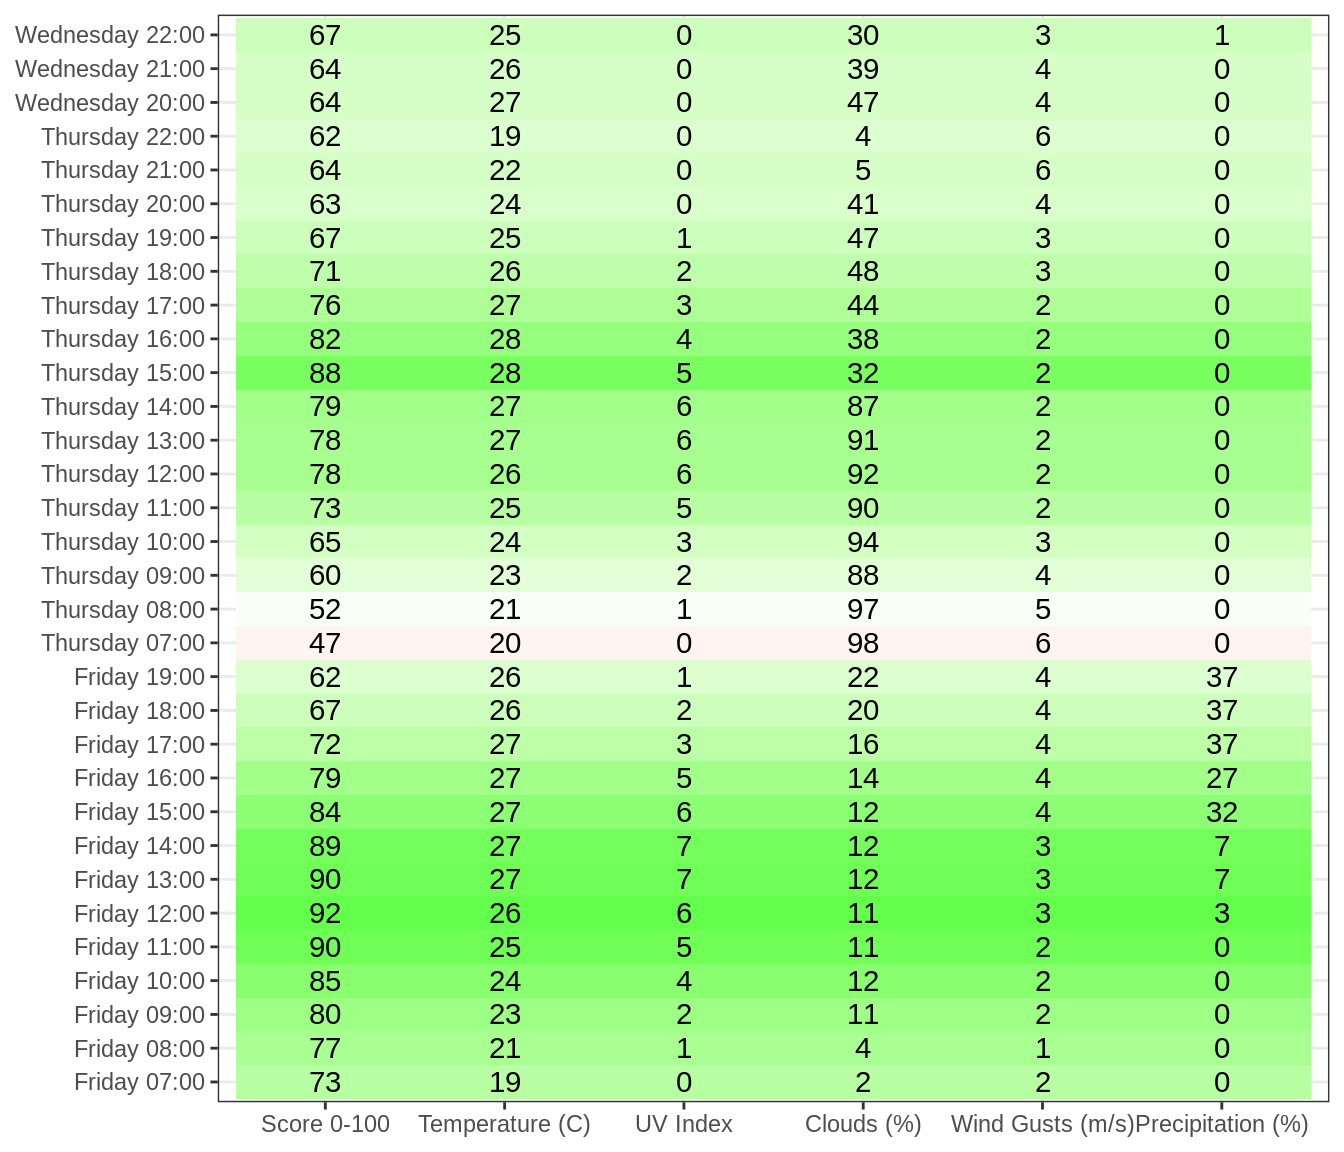 Wednesday 22:00 67 25 0 30 3 1
Wednesday 21:00 64 26 0 39 4 0
Wednesday 20:00 64 27 0 47 4 0
Thursday 22:00 62 19 0 4 6 0
Thursday 21:00 64 22 0 5 6 0
Thursday 20:00 63 24 0 41 4 0
Thursday 19:00 67 25 1 47 3 0
Thursday 18:00 71 26 2 48 3 0
Thursday 17:00 76 27 3 44 2 0
Thursday 16:00 82 28 4 38 2 0
Thursday 15:00 88 28 5 32 2 0
Thursday 14:00 79 27 6 87 2 0
Thursday 13:00 78 27 6 91 2 0
Thursday 12:00 78 26 6 92 2 0
Thursday 11:00 73 25 5 90 2 0
Thursday 10:00 65 24 3 94 3 0
Thursday 09:00 60 23 2 88 4 0
Thursday 08:00 52 21 1 97 5 0
Thursday 07:00 47 20 0 98 6 0
Friday 19:00 62 26 1 22 4 37
Friday 18:00 67 26 2 20 4 37
Friday 17:00 72 27 3 16 4 37
Friday 16:00 79 27 5 14 4 27
Friday 15:00 84 27 6 12 4 32
Friday 14:00 89 27 7 12 3 7
Friday 13:00 90 27 7 12 3 7
Friday 12:00 92 26 6 11 3 3
Friday 11:00 90 25 5 11 2 0
Friday 10:00 85 24 4 12 2 0
Friday 09:00 80 23 2 11 2 0
Friday 08:00 77 21 1 4 1 0
Friday 07:00 73 19 0 2 2 0
Score 0-100 Temperature (C) UV Index Clouds (%) Wind Gusts (m/s) Precipitation (%)